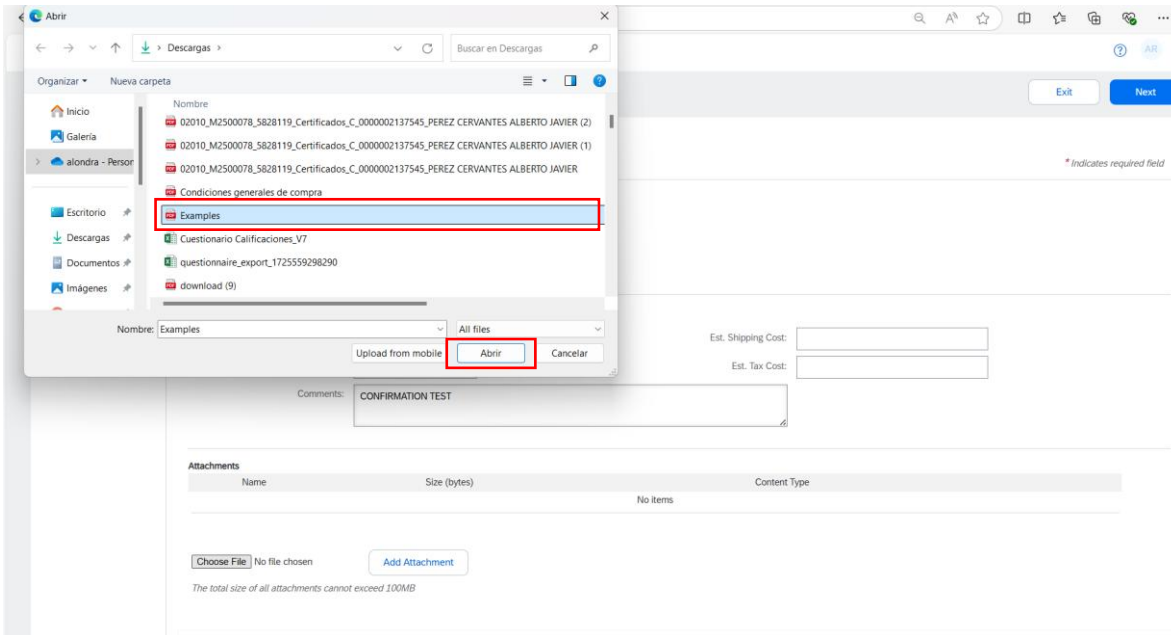 Abrir
Descargas
Buscar en Descargas
Organizar
Nueva carpeta
AR
Exit
Next
Inicio
Galería
alondra - Person
Escritorio
Descargas
Documentos
Imágenes
Nombre
02010_M2500078_5828119_Certificados_C_0000002137545_PEREZ CERVANTES ALBERTO JAVIER (2)
02010_M2500078_5828119_Certificados_C_0000002137545_PEREZ CERVANTES ALBERTO JAVIER (1)
02010_M2500078_5828119_Certificados_C_0000002137545_PEREZ CERVANTES ALBERTO JAVIER
Condiciones generales de compra
Examples
Cuestionario Calificaciones_V7
questionnaire_export_1725559298290
download (9)
* Indicates required field
Nombre: Examples
All files
Upload from mobile
Abrir
Cancelar
Est. Shipping Cost:
Est. Tax Cost:
Comments: CONFIRMATION TEST
Attachments
Name Size (bytes) Content Type
No items
Choose File No file chosen Add Attachment
The total size of all attachments cannot exceed 100MB